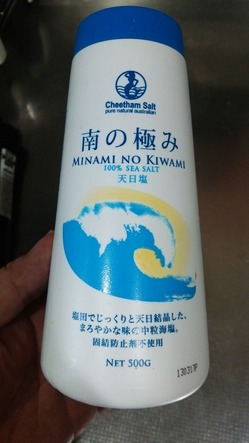 Cheetham Salt
pure natural australian
南の極み
MINAMI NO KIWAMI
100% SEA SALT
天日塩
塩田でじっくりと天日結晶した、
まろやかな味の中粒海塩。
固結防止剤不使用
NET 500G